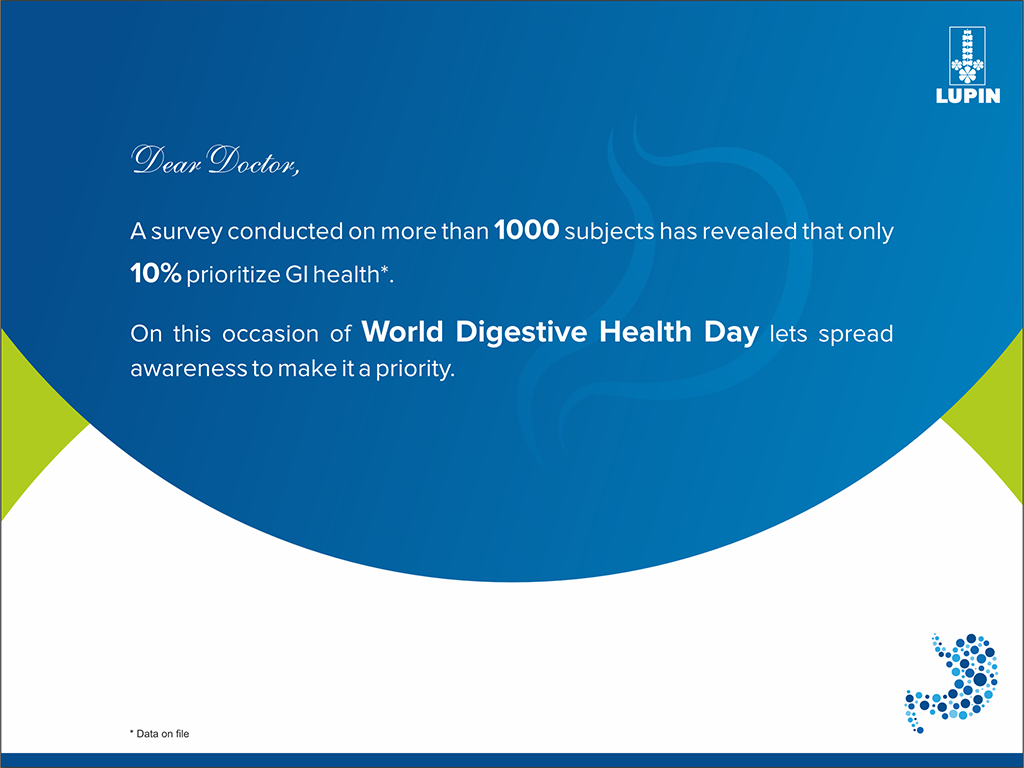 LUPIN
Dear Doctor,
A survey conducted on more than 1000 subjects has revealed that only
10% prioritize GI health*.
On this occasion of World Digestive Health Day lets spread
awareness to make it a priority.
* Data on file